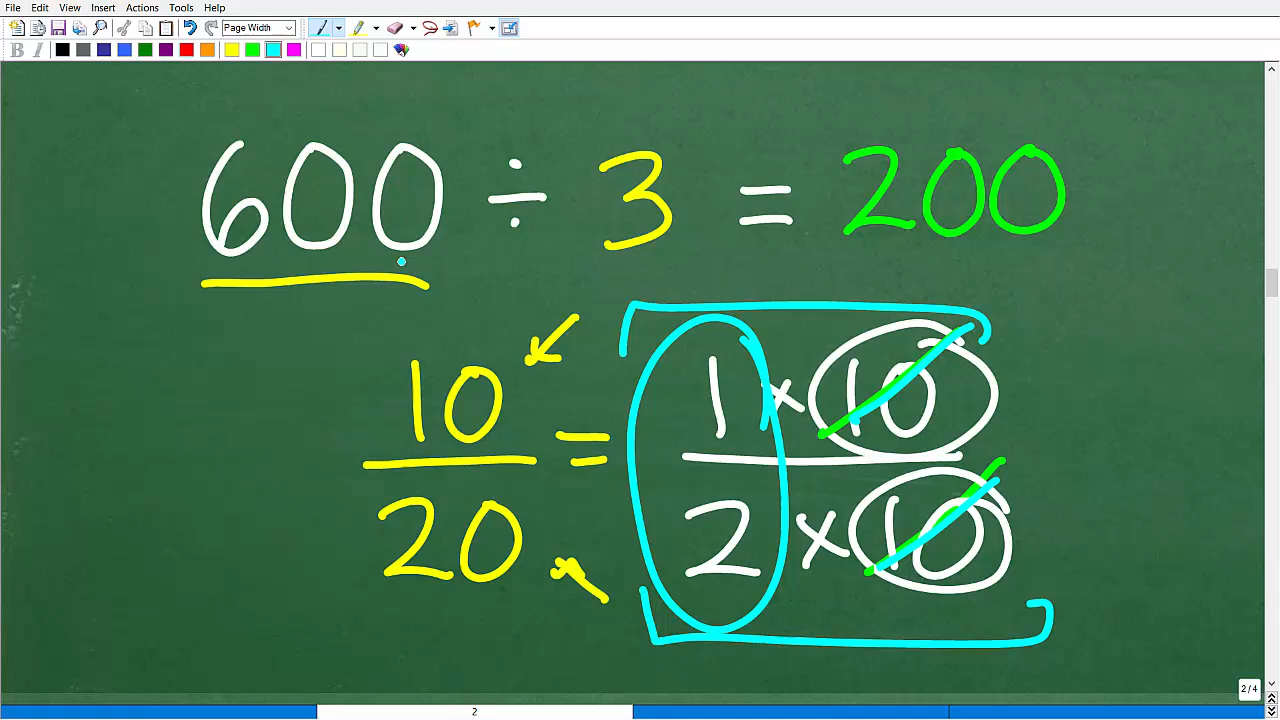 File Edit View Insert Actions Tools Help
Page Width
B I
600 ÷ 3 = 200
10 = 1 × 10
20 2 × 10
2 / 4
2